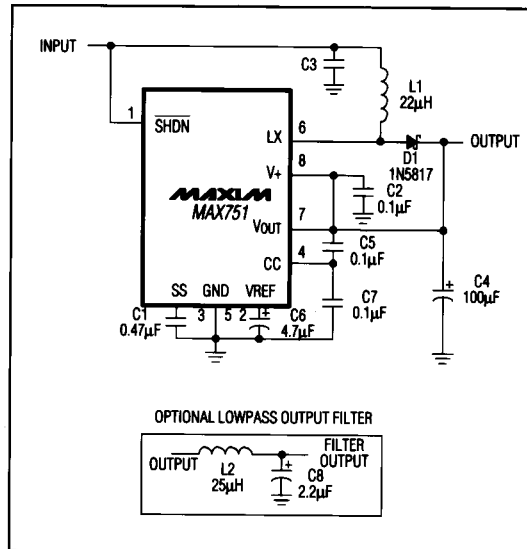 INPUT
C3
L1
22µH
1
SHDN
LX
6
OUTPUT
D1
1N5817
V+
8
MAXIM
MAX751
C2
0.1µF
VOUT
7
C5
0.1µF
CC
4
C4
100µF
C7
0.1µF
SS GND VREF
C1
0.47µF
3 5 2
C6
4.7µF
OPTIONAL LOWPASS OUTPUT FILTER
OUTPUT
L2
25µH
FILTER
OUTPUT
C8
2.2µF